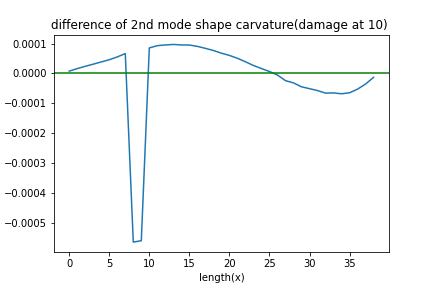 difference of 2nd mode shape carvature(damage at 10)
0.0001
0.0000
−0.0001
−0.0002
−0.0003
−0.0004
−0.0005
0 5 10 15 20 25 30 35
length(x)